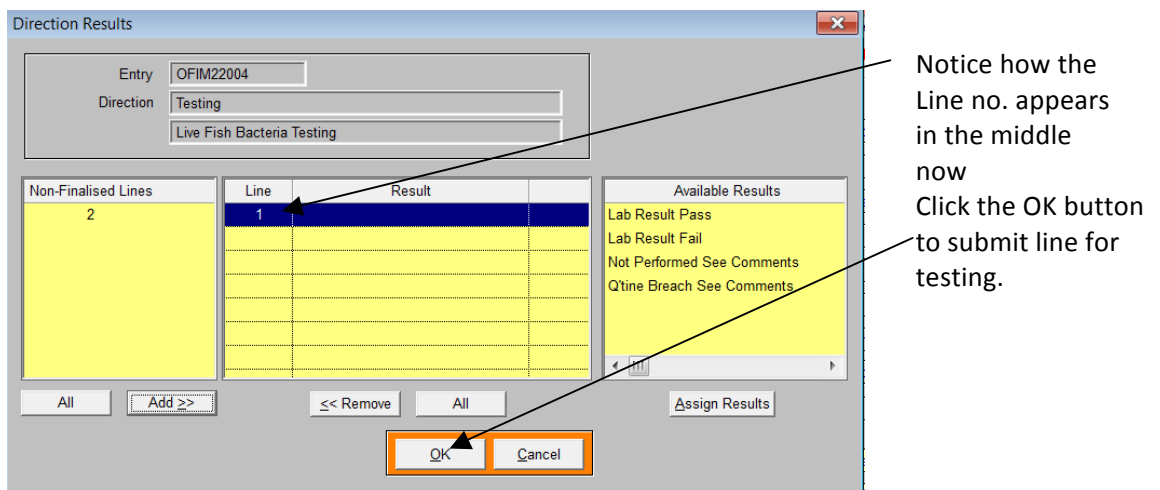 Direction Results
Entry OFIM22004
Direction Testing
Live Fish Bacteria Testing
Non-Finalised Lines
2
Line Result
1
Available Results
Lab Result Pass
Lab Result Fail
Not Performed See Comments
Q'tine Breach See Comments
All Add >> << Remove All Assign Results
OK Cancel
Notice how the
Line no. appears
in the middle
now
Click the OK button
to submit line for
testing.